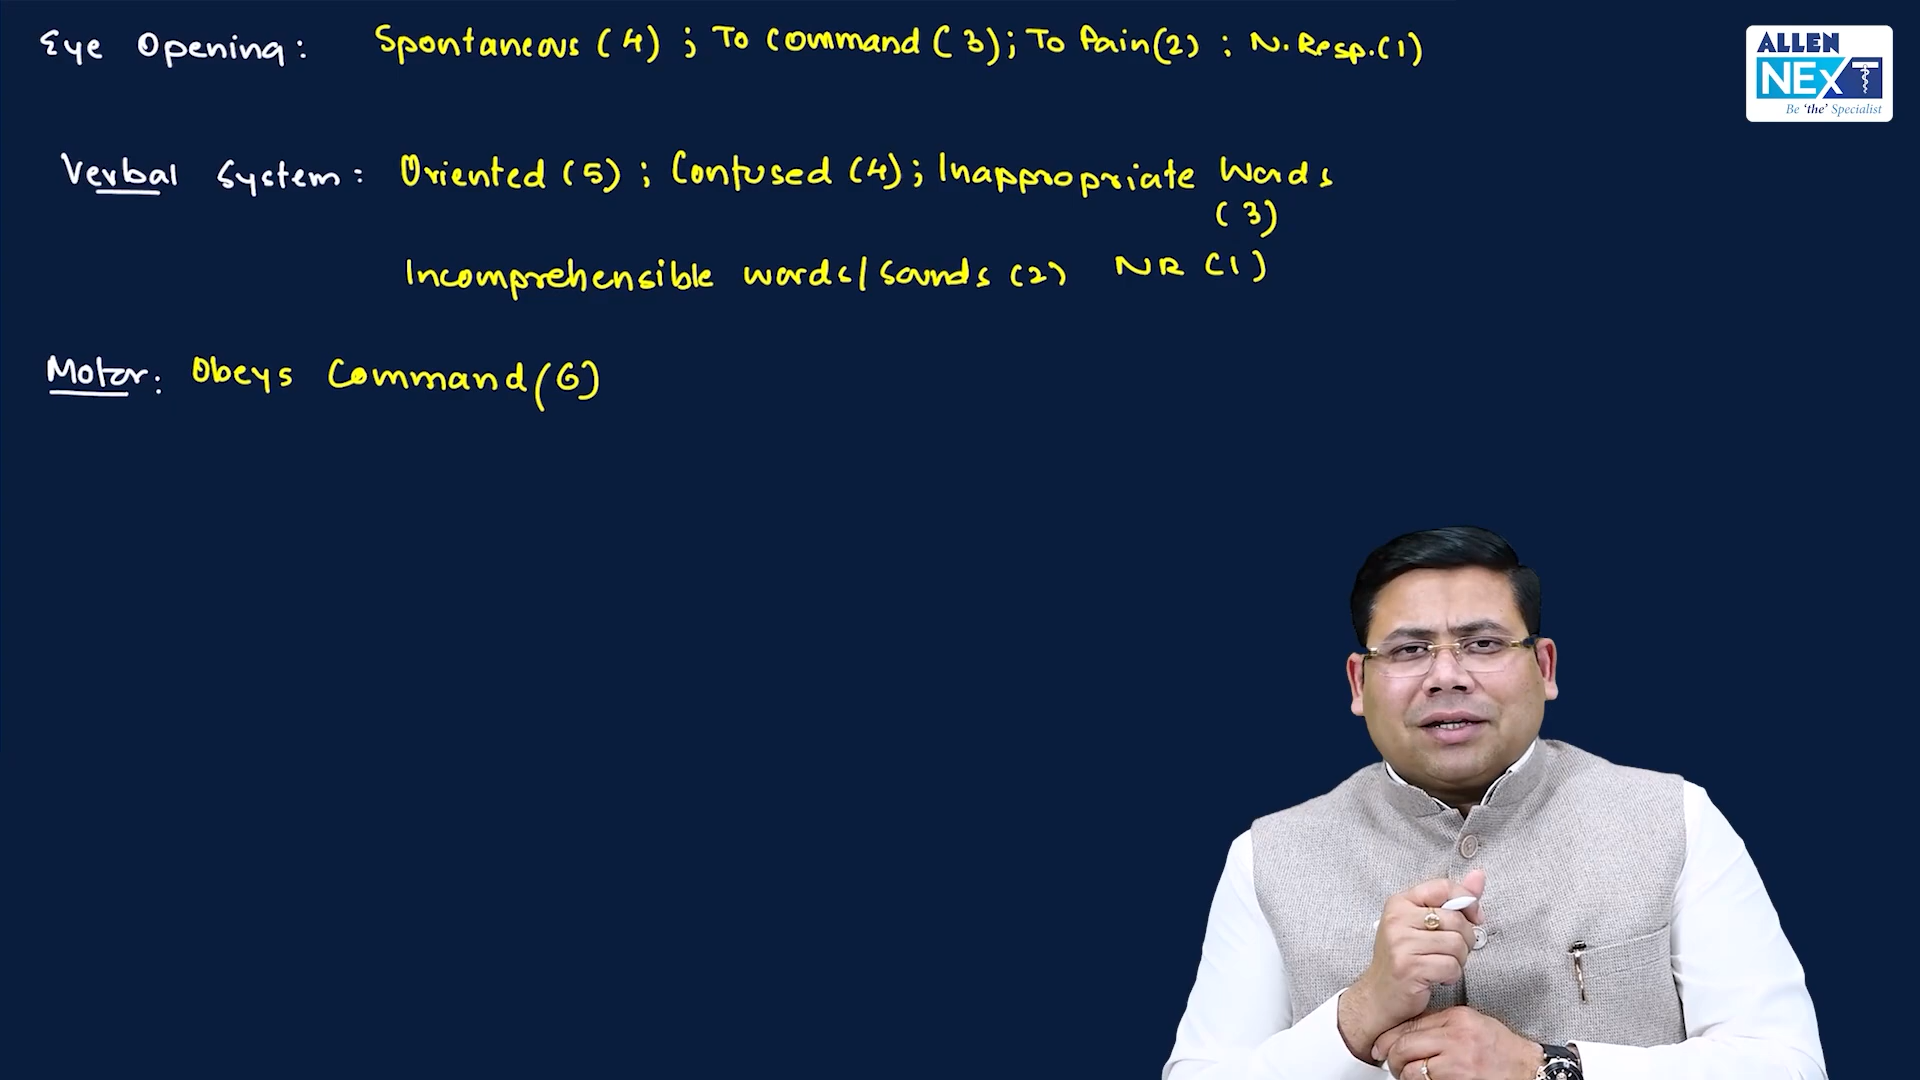 Eye Opening: Spontaneous (4) ; To Command (3); To Pain(2) ; N.Resp.(1)
ALLEN
NEXT
Be 'the' Specialist
Verbal System: Oriented (5) ; Confused (4) ; Inappropriate Words
(3)
Incomprehensible words/Sounds (2) NR (1)
Motor: Obeys Command (6)